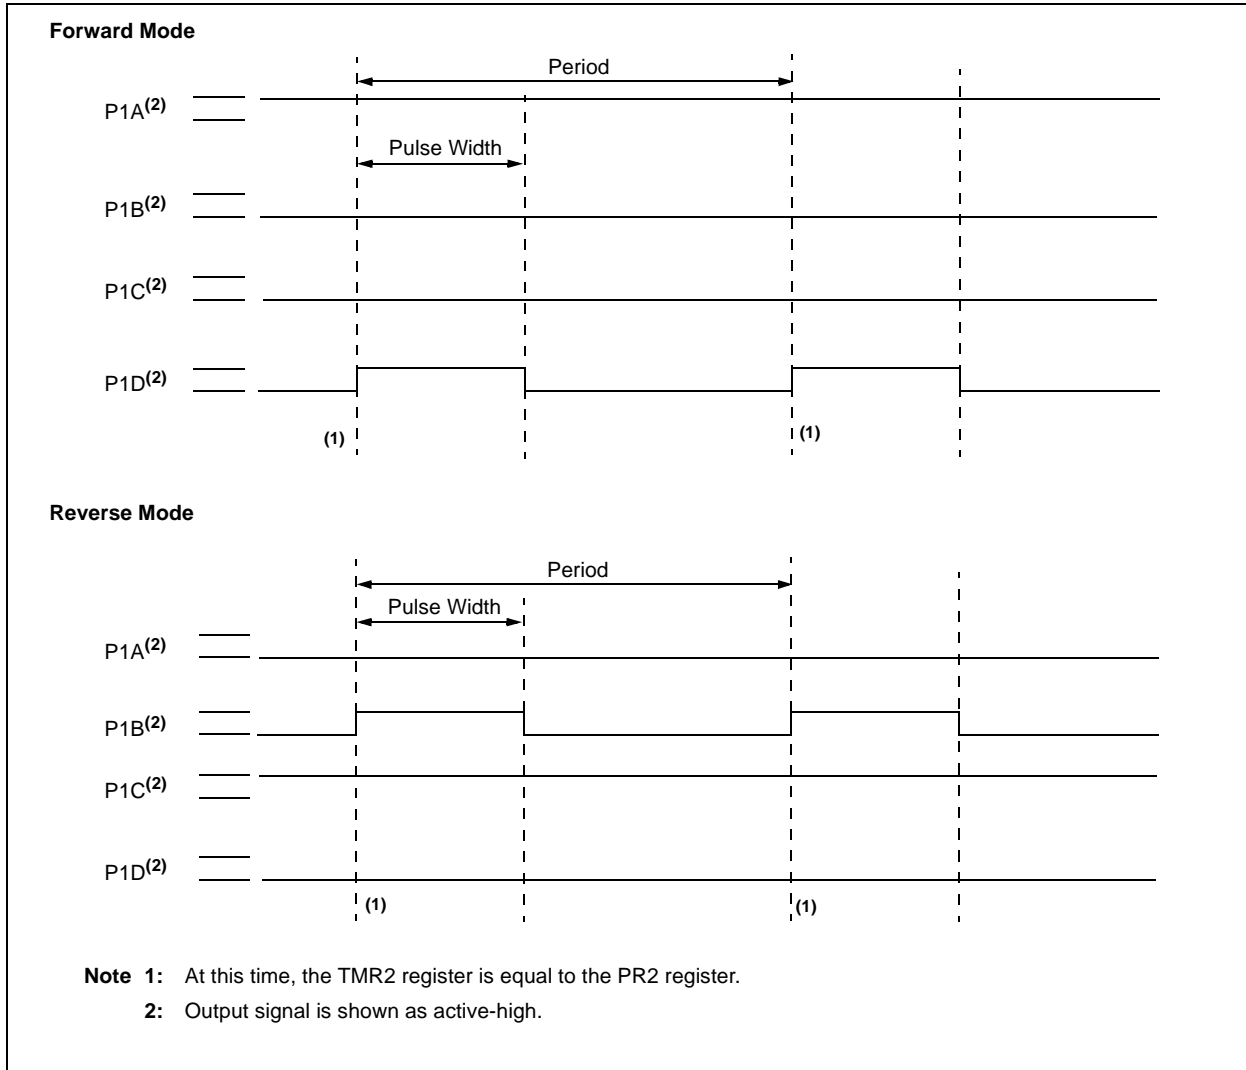 Forward Mode
Period
P1A(2)
Pulse Width
P1B(2)
P1C(2)
P1D(2)
(1)
(1)
Reverse Mode
Period
Pulse Width
P1A(2)
P1B(2)
P1C(2)
P1D(2)
(1)
(1)
Note 1: At this time, the TMR2 register is equal to the PR2 register.
2: Output signal is shown as active-high.